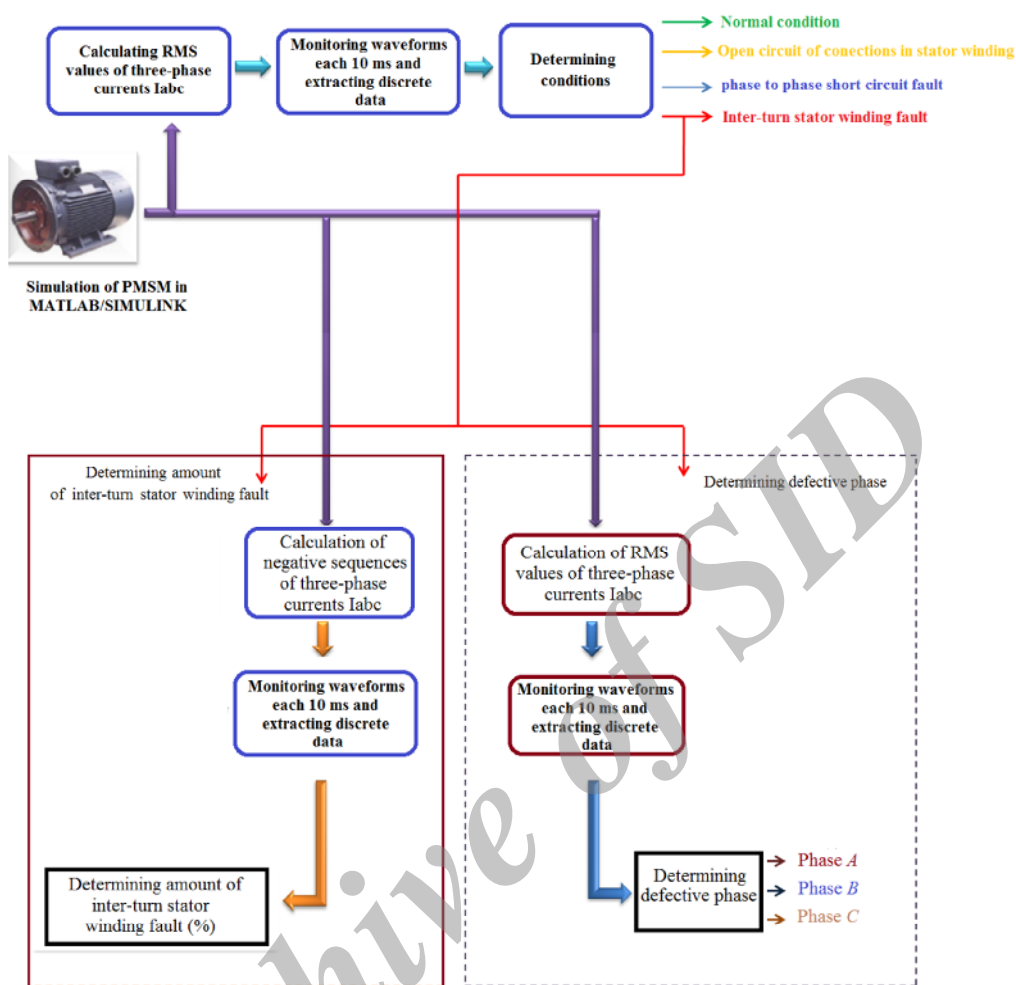 Calculating RMS
values of three-phase
currents Iabc
Monitoring waveforms
each 10 ms and
extracting discrete
data
Determining
conditions
Normal condition
Open circuit of conections in stator winding
phase to phase short circuit fault
Inter-turn stator winding fault
Simulation of PMSM in
MATLAB/SIMULINK
Determining amount
of inter-turn stator winding fault
Calculation of
negative sequences
of three-phase
currents Iabc
Monitoring waveforms
each 10 ms and
extracting discrete
data
Determining amount of
inter-turn stator
winding fault (%)
Determining defective phase
Calculation of RMS
values of three-phase
currents Iabc
Monitoring waveforms
each 10 ms and
extracting discrete
data
Determining
defective phase
Phase A
Phase B
Phase C
hive of SID